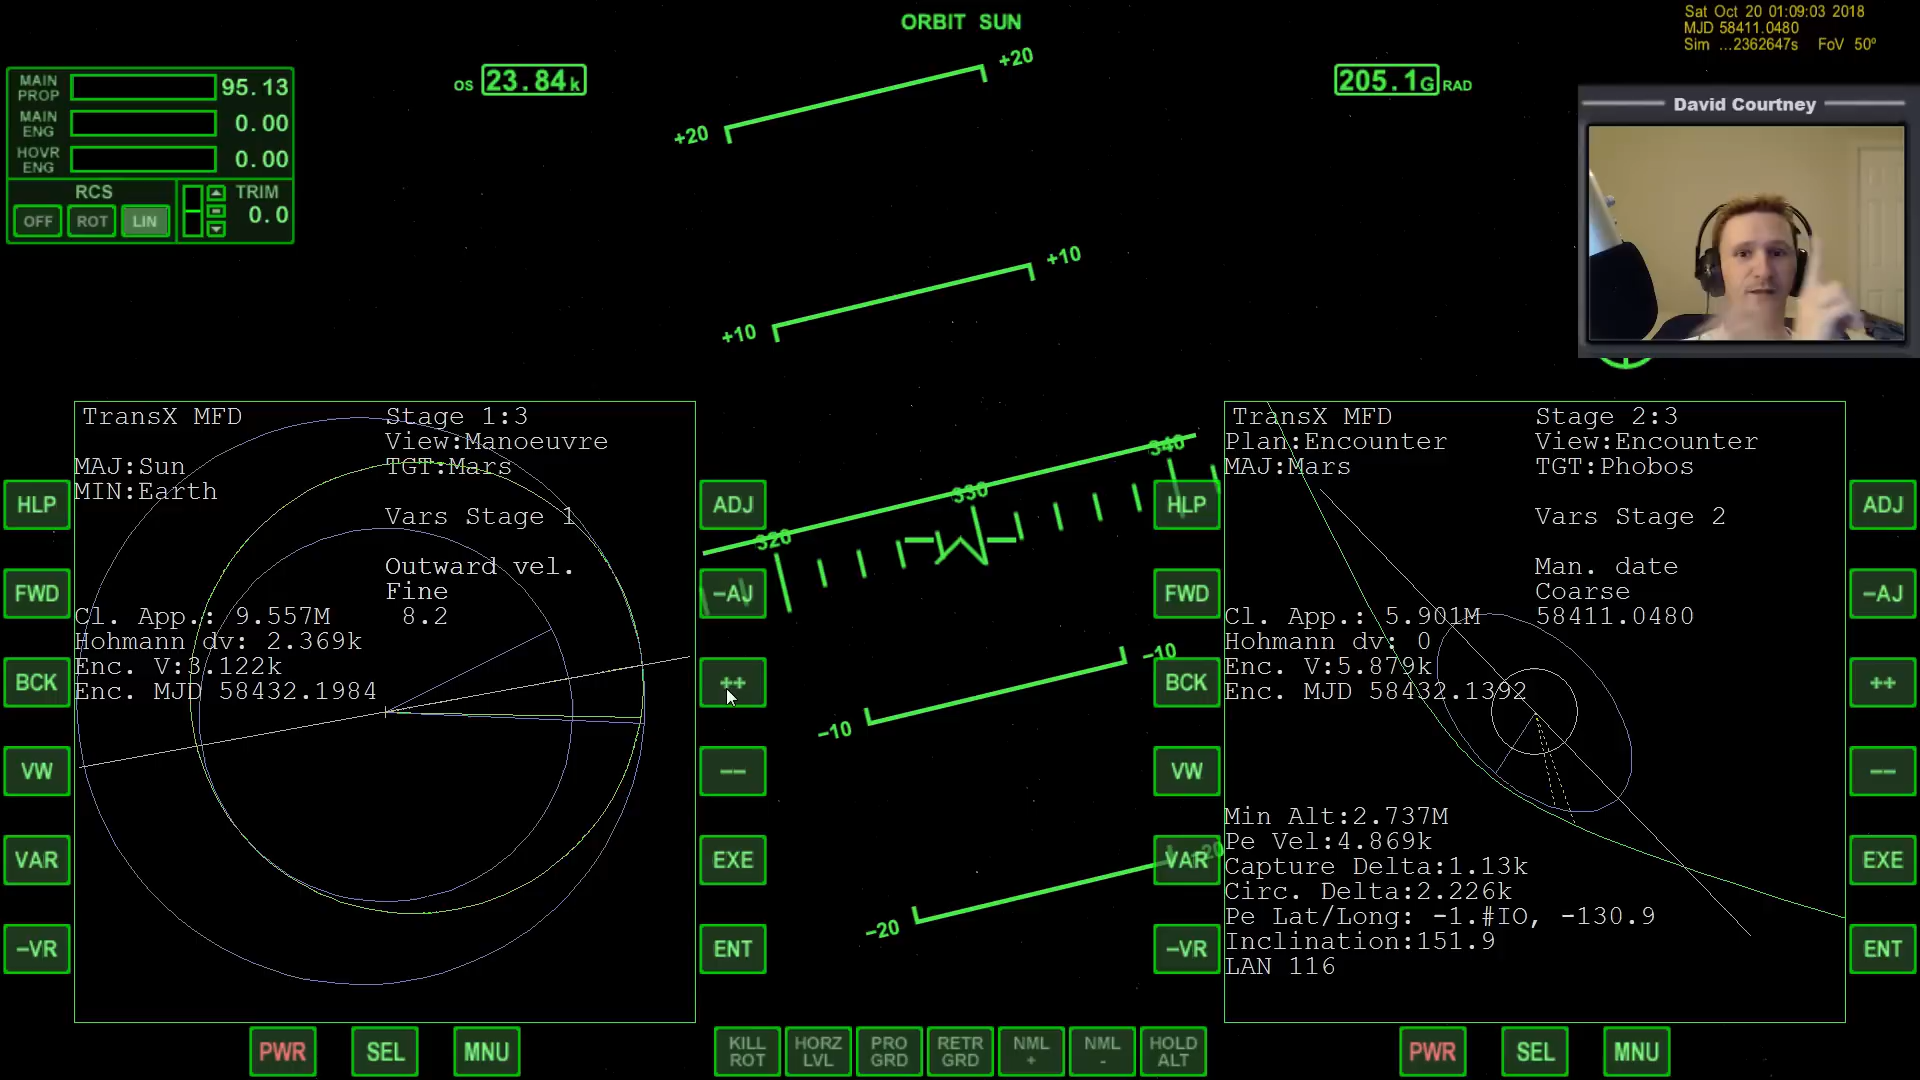 ORBIT SUN
Sat Oct 20 01:09:03 2018
MJD 58411.0480
Sim ...2362647s FoV 50°
MAIN PROP 95.13
MAIN ENG 0.00
HOVR ENG 0.00
RCS
OFF ROT LIN
TRIM
0.0
OS 23.84k
205.1G RAD
David Courtney
+20 +20
+10 +10
320 330 340
-10 -10
-20 -20
TransX MFD Stage 1:3
View:Manoeuvre
MAJ:Sun TGT:Mars
MIN:Earth
Vars Stage 1
Outward vel.
Fine
Cl. App.: 9.557M 8.2
Hohmann dv: 2.369k
Enc. V:3.122k
Enc. MJD 58432.1984
HLP
FWD
BCK
VW
VAR
-VR
ADJ
-AJ
++
--
EXE
ENT
PWR SEL MNU
KILL ROT
HORZ LVL
PRO GRD
RETR GRD
NML +
NML -
HOLD ALT
TransX MFD Stage 2:3
Plan:Encounter View:Encounter
MAJ:Mars TGT:Phobos
Vars Stage 2
Man. date
Coarse
Cl. App.: 5.901M 58411.0480
Hohmann dv: 0
Enc. V:5.879k
Enc. MJD 58432.1392
Min Alt:2.737M
Pe Vel:4.869k
Capture Delta:1.13k
Circ. Delta:2.226k
Pe Lat/Long: -1.#IO, -130.9
Inclination:151.9
LAN 116
HLP
FWD
BCK
VW
VAR
-VR
ADJ
-AJ
++
--
EXE
ENT
PWR SEL MNU